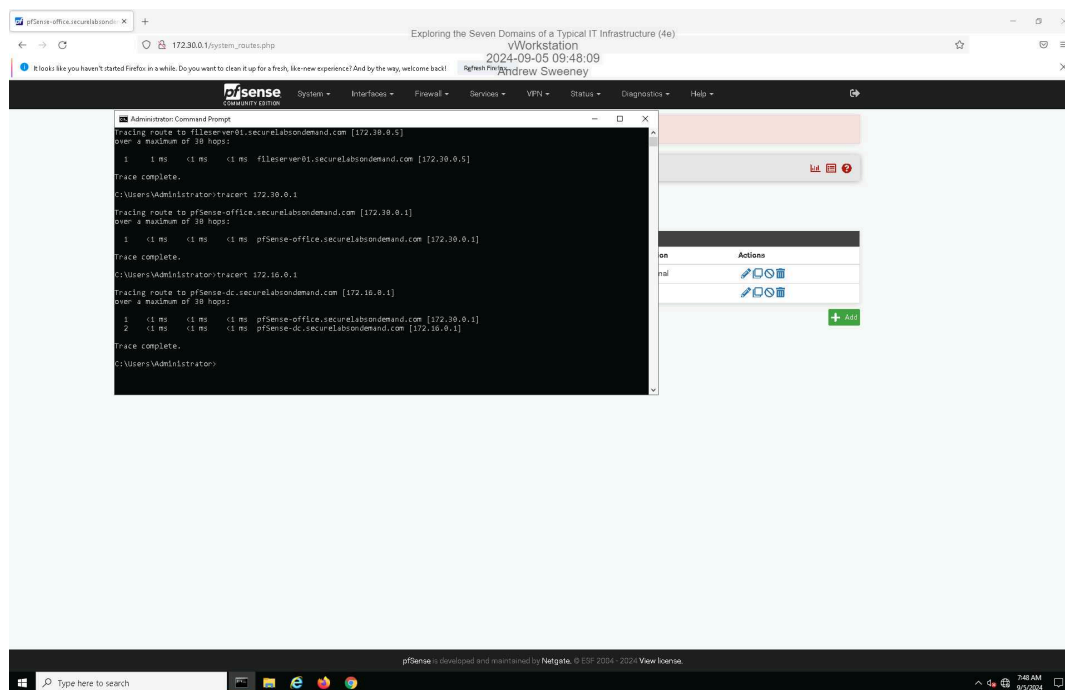 pfSense-office.securelabsonde
172.30.0.1/system_routes.php
Exploring the Seven Domains of a Typical IT Infrastructure (4e)
vWorkstation
2024-09-05 09:48:09
Andrew Sweeney
It looks like you haven't started Firefox in a while. Do you want to clean it up for a fresh, like-new experience? And by the way, welcome back!
Refresh Firefox
pfsense
COMMUNITY EDITION
System
Interfaces
Firewall
Services
VPN
Status
Diagnostics
Help
Administrator: Command Prompt
Tracing route to fileserver01.securelabsondemand.com [172.30.0.5]
over a maximum of 30 hops:
1 1 ms <1 ms <1 ms fileserver01.securelabsondemand.com [172.30.0.5]
Trace complete.
C:\Users\Administrator>tracert 172.30.0.1
Tracing route to pfSense-office.securelabsondemand.com [172.30.0.1]
over a maximum of 30 hops:
1 <1 ms <1 ms <1 ms pfSense-office.securelabsondemand.com [172.30.0.1]
Trace complete.
C:\Users\Administrator>tracert 172.16.0.1
Tracing route to pfSense-dc.securelabsondemand.com [172.16.0.1]
over a maximum of 30 hops:
1 <1 ms <1 ms <1 ms pfSense-office.securelabsondemand.com [172.30.0.1]
2 <1 ms <1 ms <1 ms pfSense-dc.securelabsondemand.com [172.16.0.1]
Trace complete.
C:\Users\Administrator>
on Actions
nal
Add
pfSense is developed and maintained by Netgate. © ESF 2004 - 2024 View license.
Type here to search
7:48 AM
9/5/2024